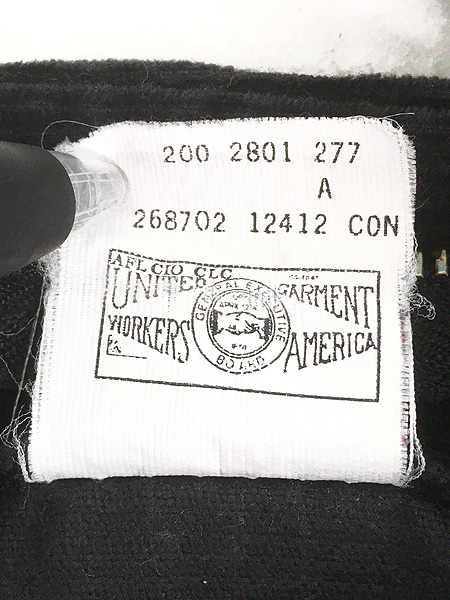 200 2801 277
A
268702 12412 CON
AFL CIO CLC
UNITED GARMENT
WORKERS AMERICA
GENERAL EXECUTIVE
BOARD